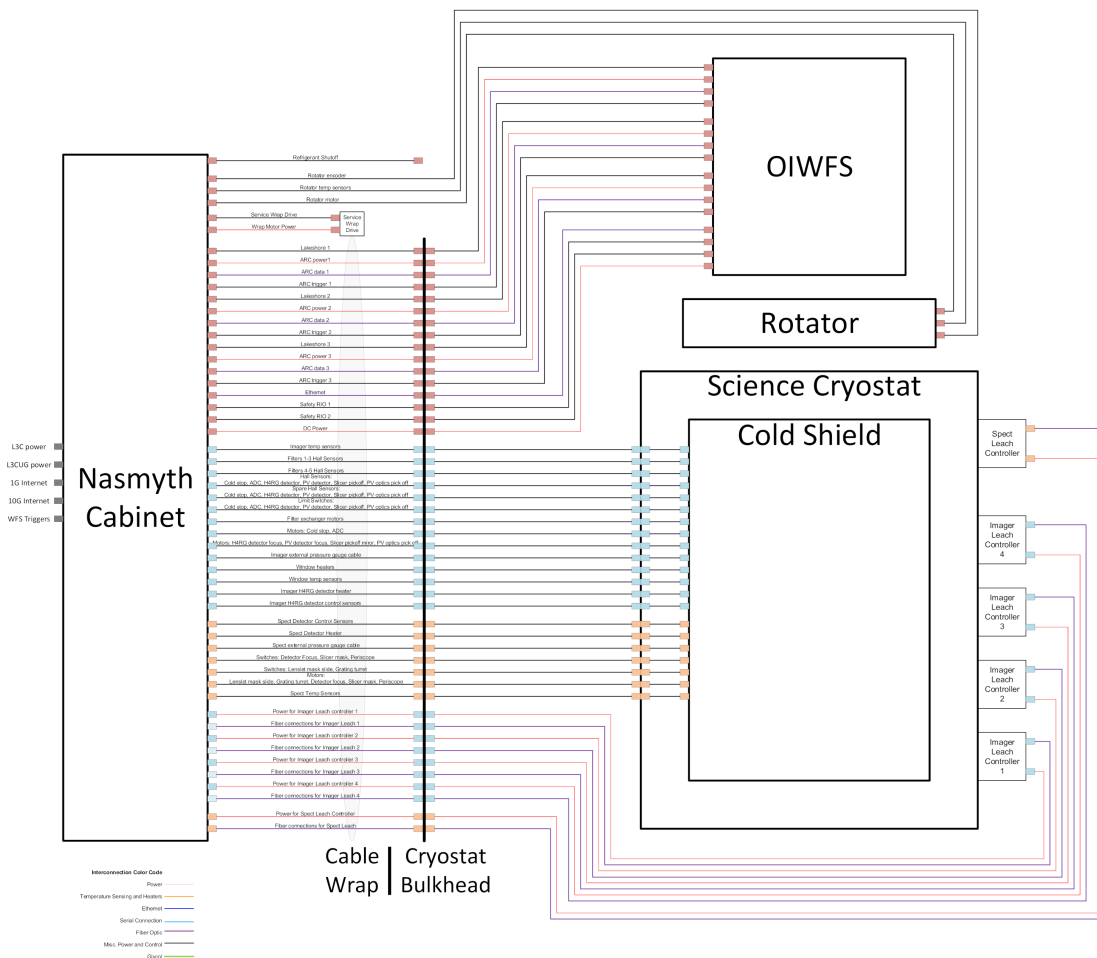 OIWFS
Refrigerant Shutoff
Rotator encoder
Rotator temp sensors
Rotator motor
Service Wrap Drive
Wrap Motor Power
Service
Wrap
Drive
Lakeshore 1
ARC power1
ARC data 1
ARC trigger 1
Lakeshore 2
ARC power 2
ARC data 2
ARC trigger 2
Lakeshore 3
ARC power 3
ARC data 3
ARC trigger 3
Ethernet
Safety RIO 1
Safety RIO 2
DC Power
Rotator
Science Cryostat
Cold Shield
Spect
Leach
Controller
Imager
Leach
Controller
4
Imager
Leach
Controller
3
Imager
Leach
Controller
2
Imager
Leach
Controller
1
L3C power
L3CUG power
1G Internet
10G Internet
WFS Triggers
Nasmyth
Cabinet
Imager temp sensors
Filters 1-3 Hall Sensors
Filters 4-5 Hall Sensors
Hall Sensors:
Cold stop, ADC, H4RG detector, PV detector, Slicer pickoff, PV optics pick off
Spare Hall Sensors:
Cold stop, ADC, H4RG detector, PV detector, Slicer pickoff, PV optics pick off
Limit Switches:
Cold stop, ADC, H4RG detector, PV detector, Slicer pickoff, PV optics pick off
Filter exchanger motors
Motors: Cold stop, ADC
Motors: H4RG detector focus, PV detector focus, Slicer pickoff mirror, PV optics pick off
Imager external pressure gauge cable
Window heaters
Window temp sensors
Imager H4RG detector heater
Imager H4RG detector control sensors
Spect Detector Control Sensors
Spect Detector Heater
Spect external pressure gauge cable
Switches: Detector Focus, Slicer mask, Periscope
Switches: Lenslet mask slide, Grating turret
Motors:
Lenslet mask slide, Grating turret, Detector focus, Slicer mask, Periscope
Spect Temp Sensors
Power for Imager Leach controller 1
Fiber connections for Imager Leach 1
Power for Imager Leach controller 2
Fiber connections for Imager Leach 2
Power for Imager Leach controller 3
Fiber connections for Imager Leach 3
Power for Imager Leach controller 4
Fiber connections for Imager Leach 4
Power for Spect Leach Controller
Fiber connections for Spect Leach
Cable
Wrap
Cryostat
Bulkhead
Interconnection Color Code
Power
Temperature Sensing and Heaters
Ethernet
Serial Connection
Fiber Optic
Misc. Power and Control
Glycol